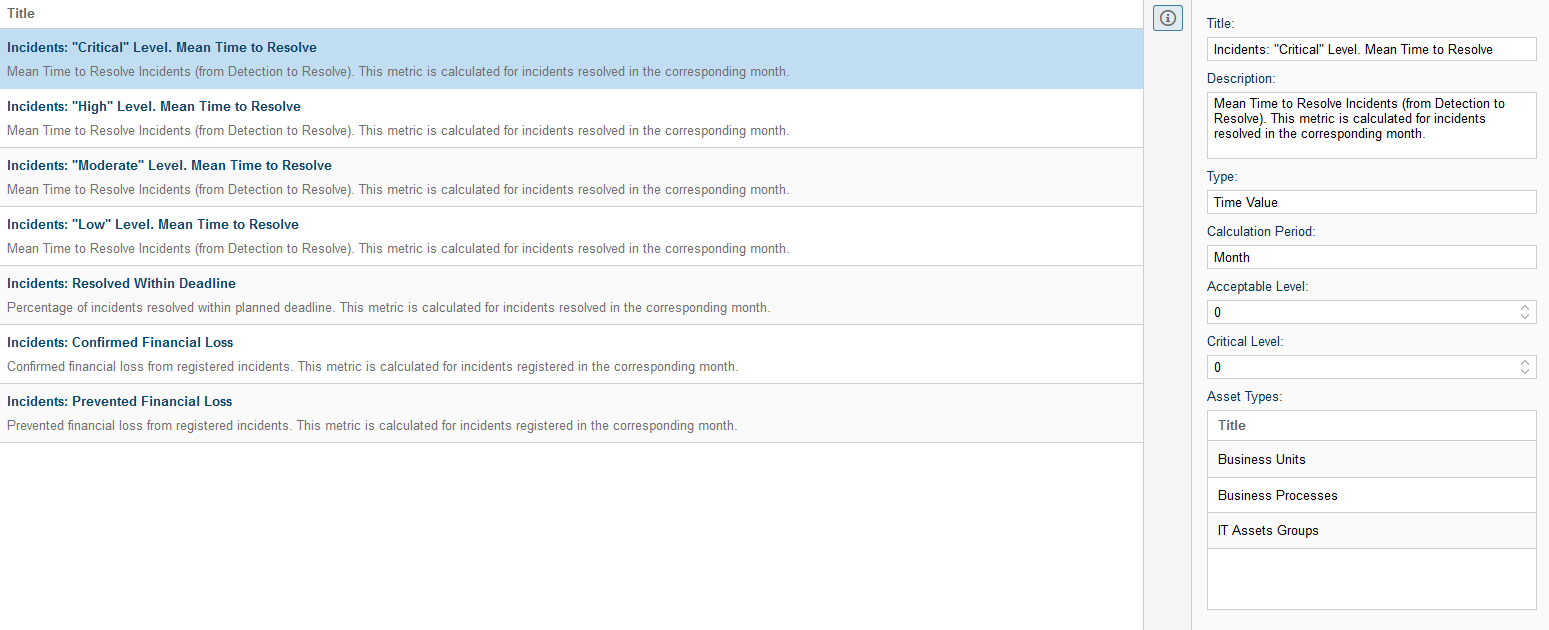 Title
Incidents: "Critical" Level. Mean Time to Resolve
Mean Time to Resolve Incidents (from Detection to Resolve). This metric is calculated for incidents resolved in the corresponding month.
Incidents: "High" Level. Mean Time to Resolve
Mean Time to Resolve Incidents (from Detection to Resolve). This metric is calculated for incidents resolved in the corresponding month.
Incidents: "Moderate" Level. Mean Time to Resolve
Mean Time to Resolve Incidents (from Detection to Resolve). This metric is calculated for incidents resolved in the corresponding month.
Incidents: "Low" Level. Mean Time to Resolve
Mean Time to Resolve Incidents (from Detection to Resolve). This metric is calculated for incidents resolved in the corresponding month.
Incidents: Resolved Within Deadline
Percentage of incidents resolved within planned deadline. This metric is calculated for incidents resolved in the corresponding month.
Incidents: Confirmed Financial Loss
Confirmed financial loss from registered incidents. This metric is calculated for incidents registered in the corresponding month.
Incidents: Prevented Financial Loss
Prevented financial loss from registered incidents. This metric is calculated for incidents registered in the corresponding month.
Title:
Incidents: "Critical" Level. Mean Time to Resolve
Description:
Mean Time to Resolve Incidents (from Detection to
Resolve). This metric is calculated for incidents
resolved in the corresponding month.
Type:
Time Value
Calculation Period:
Month
Acceptable Level:
0
Critical Level:
0
Asset Types:
Title
Business Units
Business Processes
IT Assets Groups